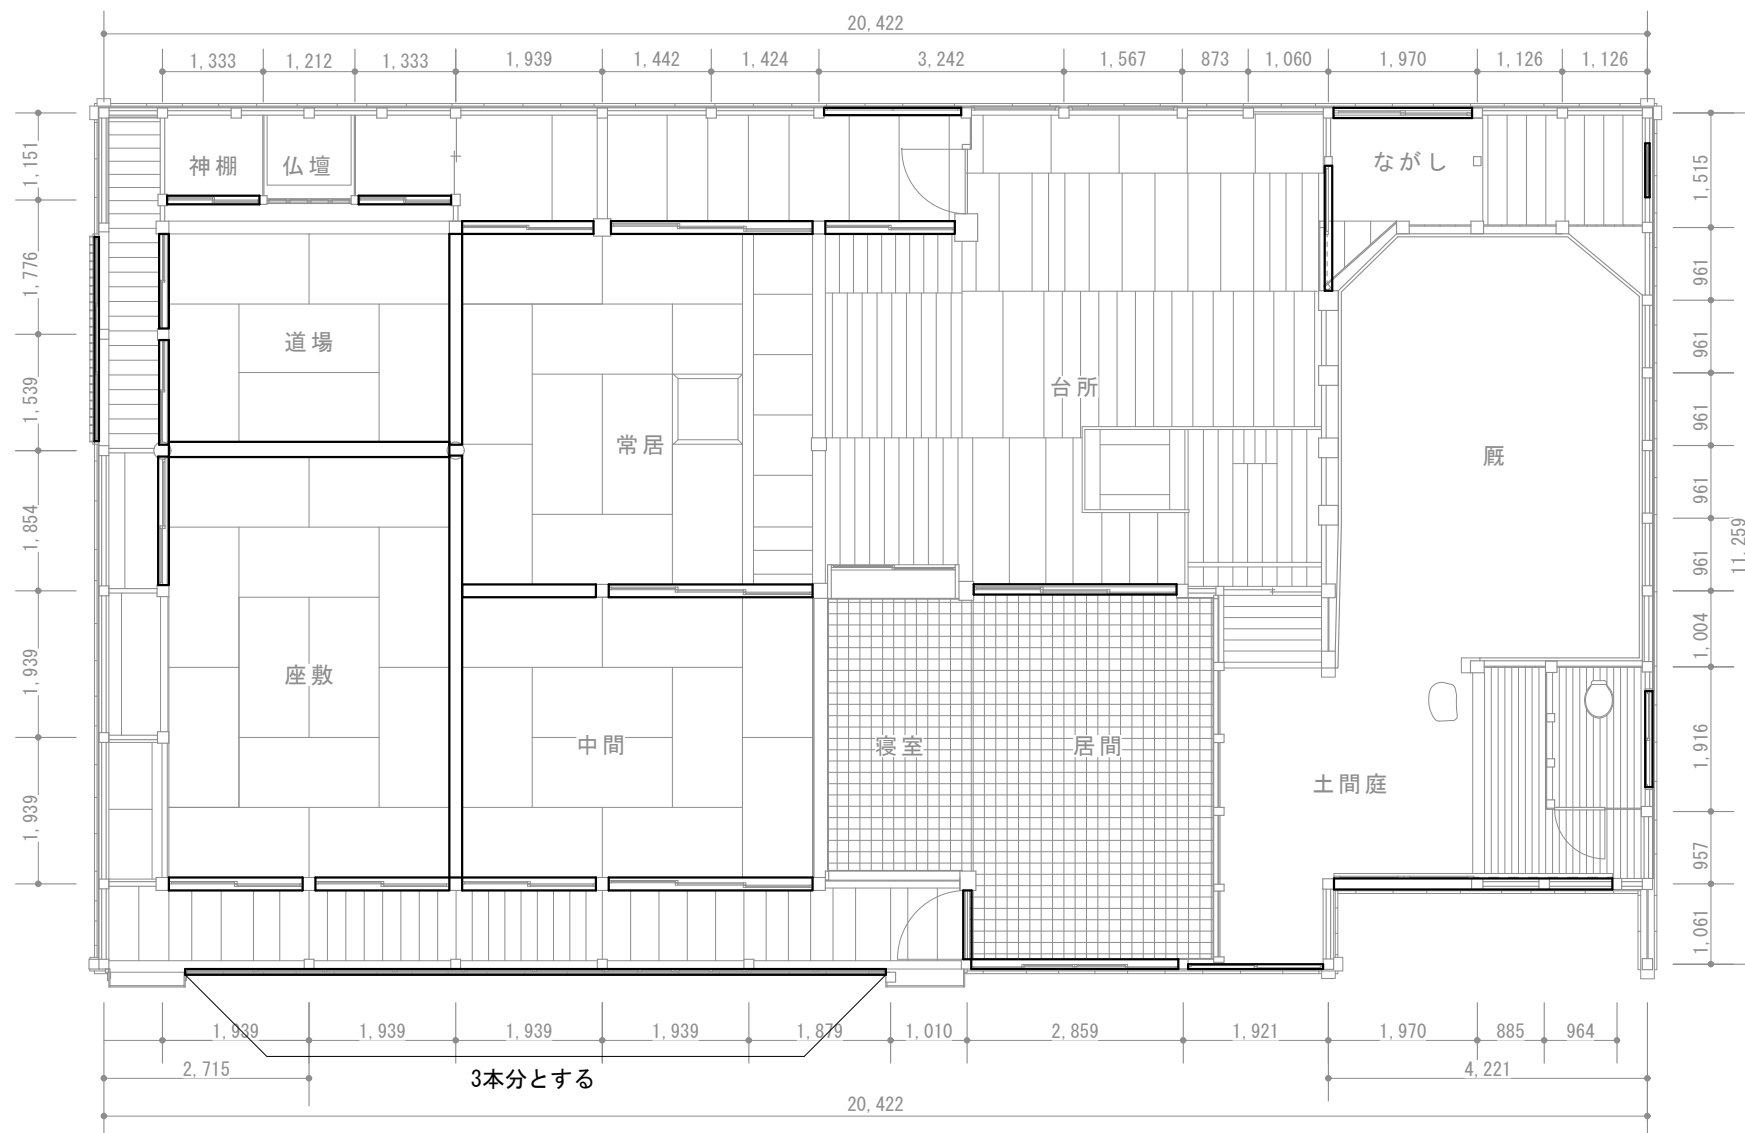 20,422
1,333 1,212 1,333 1,939 1,442 1,424 3,242 1,567 873 1,060 1,970 1,126 1,126
1,151
1,776
1,539
1,854
1,939
1,939
神棚 仏壇 ながし
道場
常居
台所
厩
座敷
中間
寝室
居間
土間庭
1,515
961
961
961
961
961
1,004
1,916
957
1,061
11,259
1,939 1,939 1,939 1,939 1,879 1,010 2,859 1,921 1,970 885 964
2,715 3本分とする 4,221
20,422